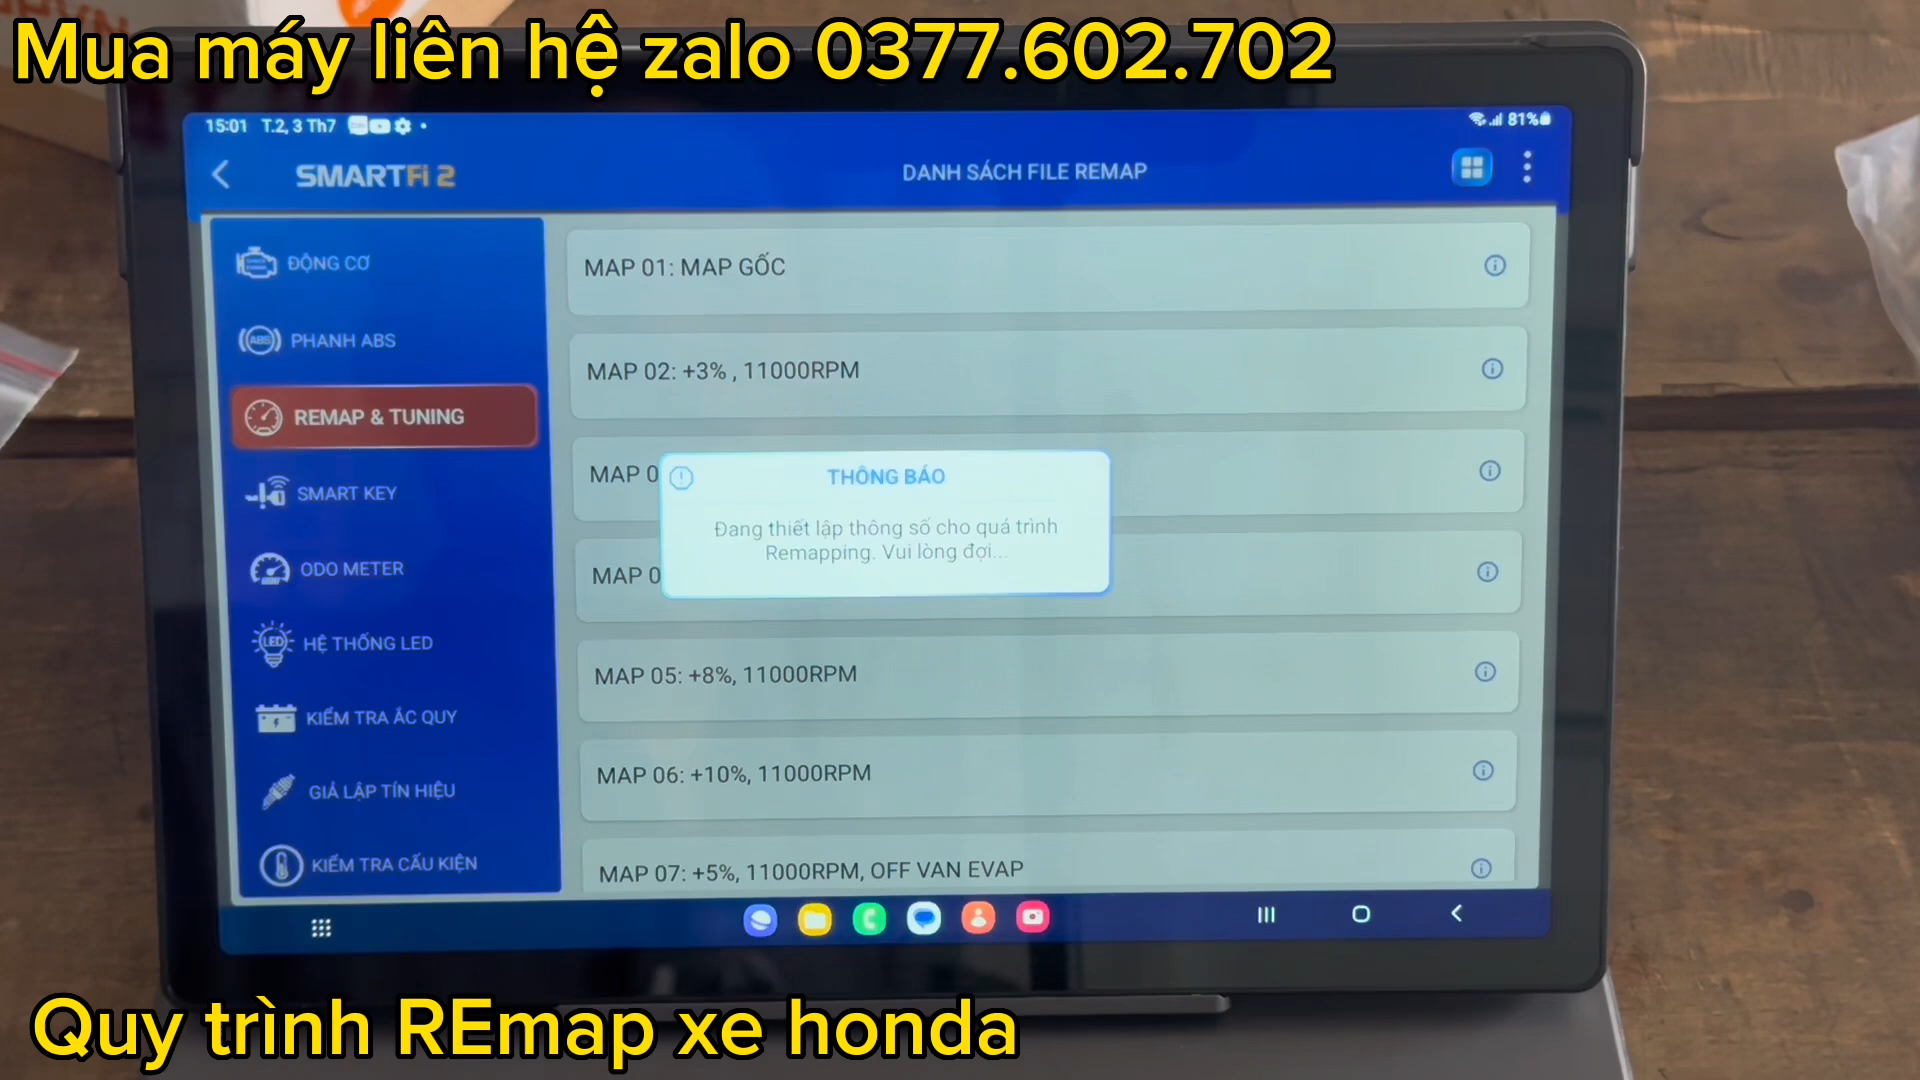 Mua máy liên hệ zalo 0377.602.702
15:01 T.2, 3 Th7
81%
SMARTFi 2
DANH SÁCH FILE REMAP
ĐỘNG CƠ
PHANH ABS
REMAP & TUNING
SMART KEY
ODO METER
HỆ THỐNG LED
KIỂM TRA ẮC QUY
GIẢ LẬP TÍN HIỆU
KIỂM TRA CẤU KIỆN
MAP 01: MAP GỐC
MAP 02: +3% , 11000RPM
MAP 0
MAP 0
MAP 05: +8%, 11000RPM
MAP 06: +10%, 11000RPM
MAP 07: +5%, 11000RPM, OFF VAN EVAP
THÔNG BÁO
Đang thiết lập thông số cho quá trình
Remapping. Vui lòng đợi...
Quy trình REmap xe honda